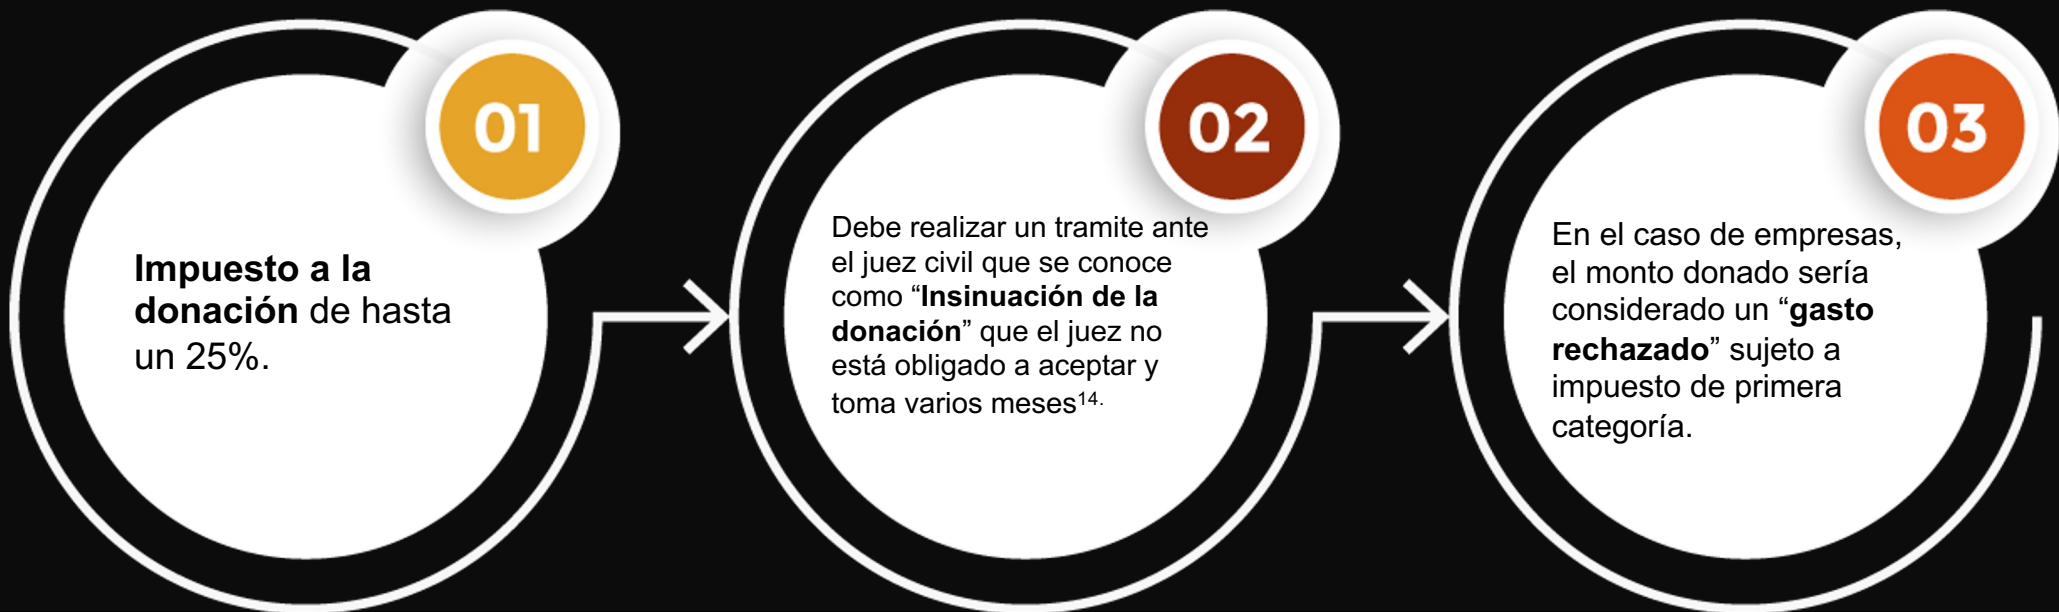 01
Impuesto a la
donación de hasta
un 25%.
02
Debe realizar un tramite ante
el juez civil que se conoce
como “Insinuación de la
donación” que el juez no
está obligado a aceptar y
toma varios meses14.
03
En el caso de empresas,
el monto donado sería
considerado un “gasto
rechazado” sujeto a
impuesto de primera
categoría.